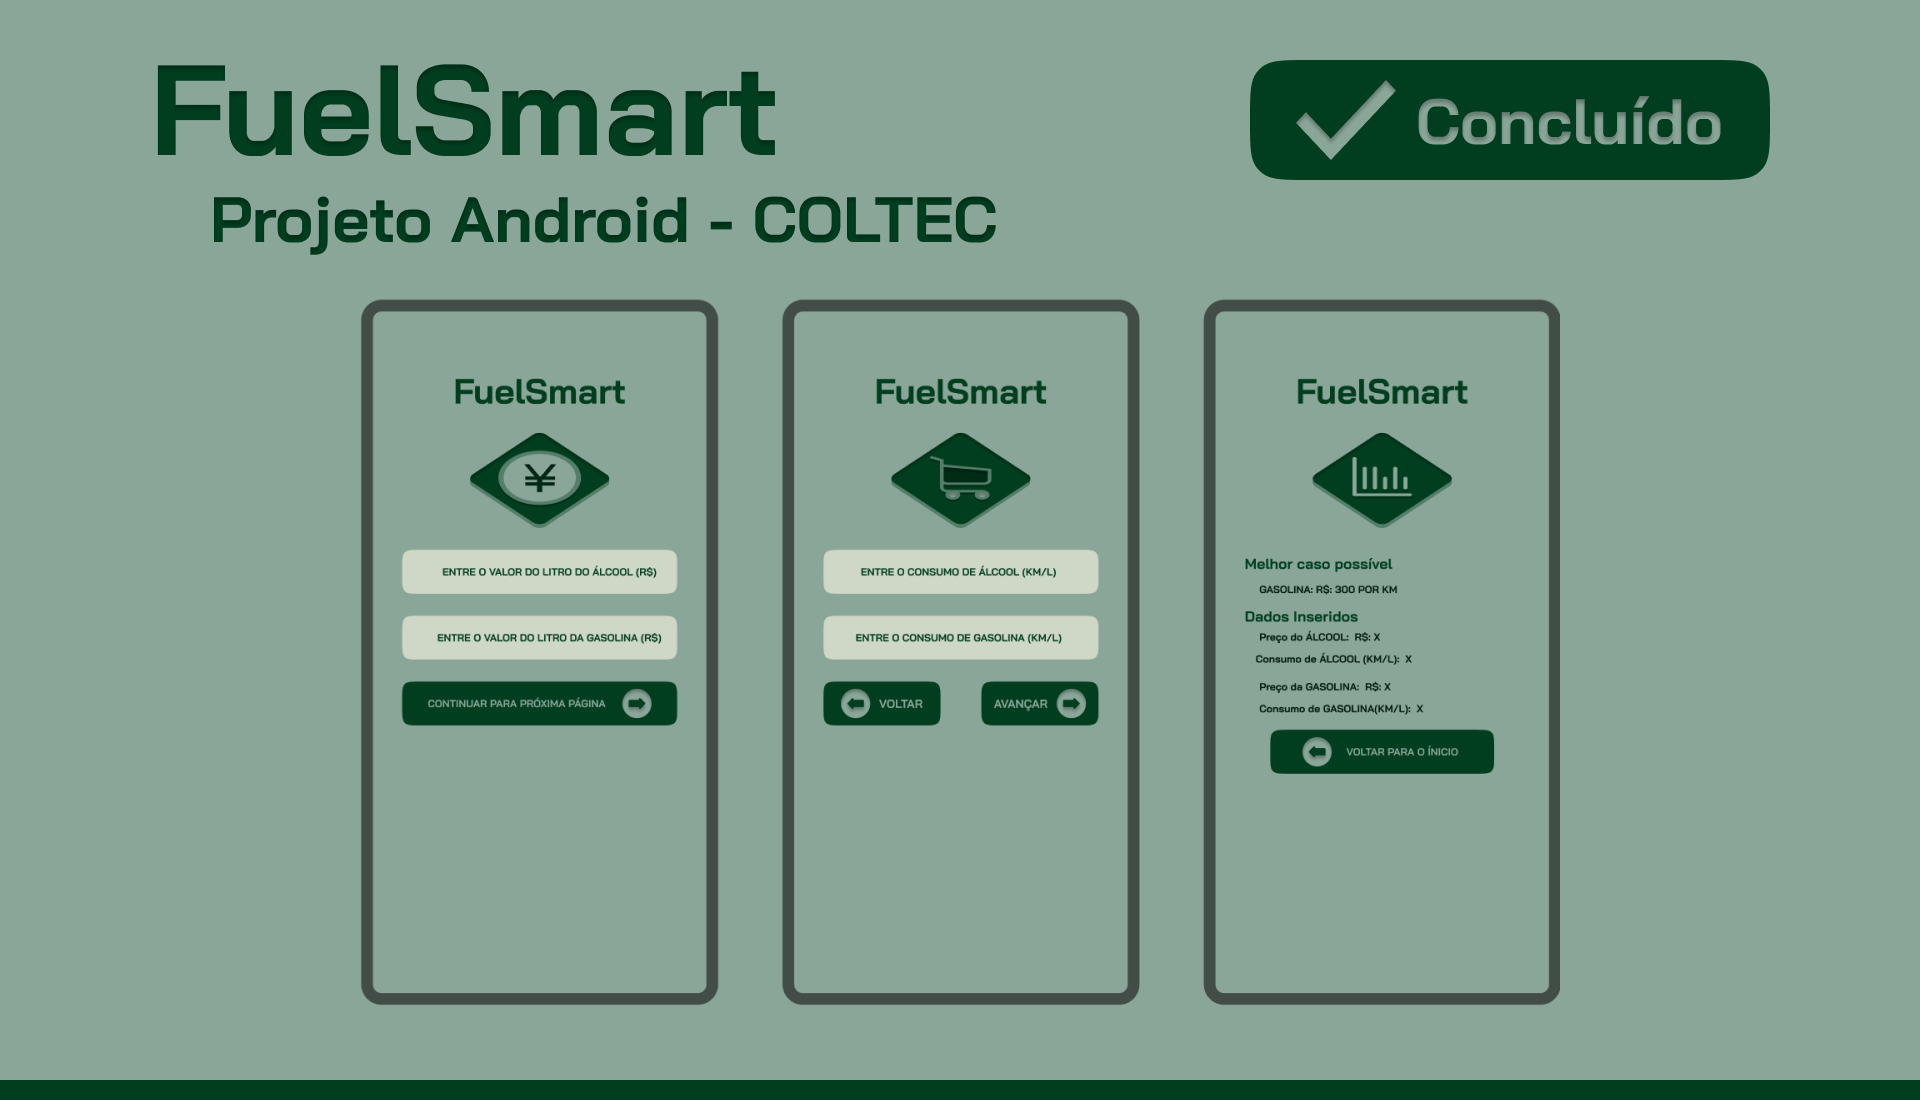 FuelSmart
Concluído
Projeto Android - COLTEC
FuelSmart
¥
ENTRE O VALOR DO LITRO DO ÁLCOOL (R$)
ENTRE O VALOR DO LITRO DA GASOLINA (R$)
CONTINUAR PARA PRÓXIMA PÁGINA
FuelSmart
ENTRE O CONSUMO DE ÁLCOOL (KM/L)
ENTRE O CONSUMO DE GASOLINA (KM/L)
VOLTAR AVANÇAR
FuelSmart
Melhor caso possível
GASOLINA: R$: 300 POR KM
Dados Inseridos
Preço do ÁLCOOL: R$: X
Consumo de ÁLCOOL (KM/L): X
Preço da GASOLINA: R$: X
Consumo de GASOLINA(KM/L): X
VOLTAR PARA O ÍNICIO